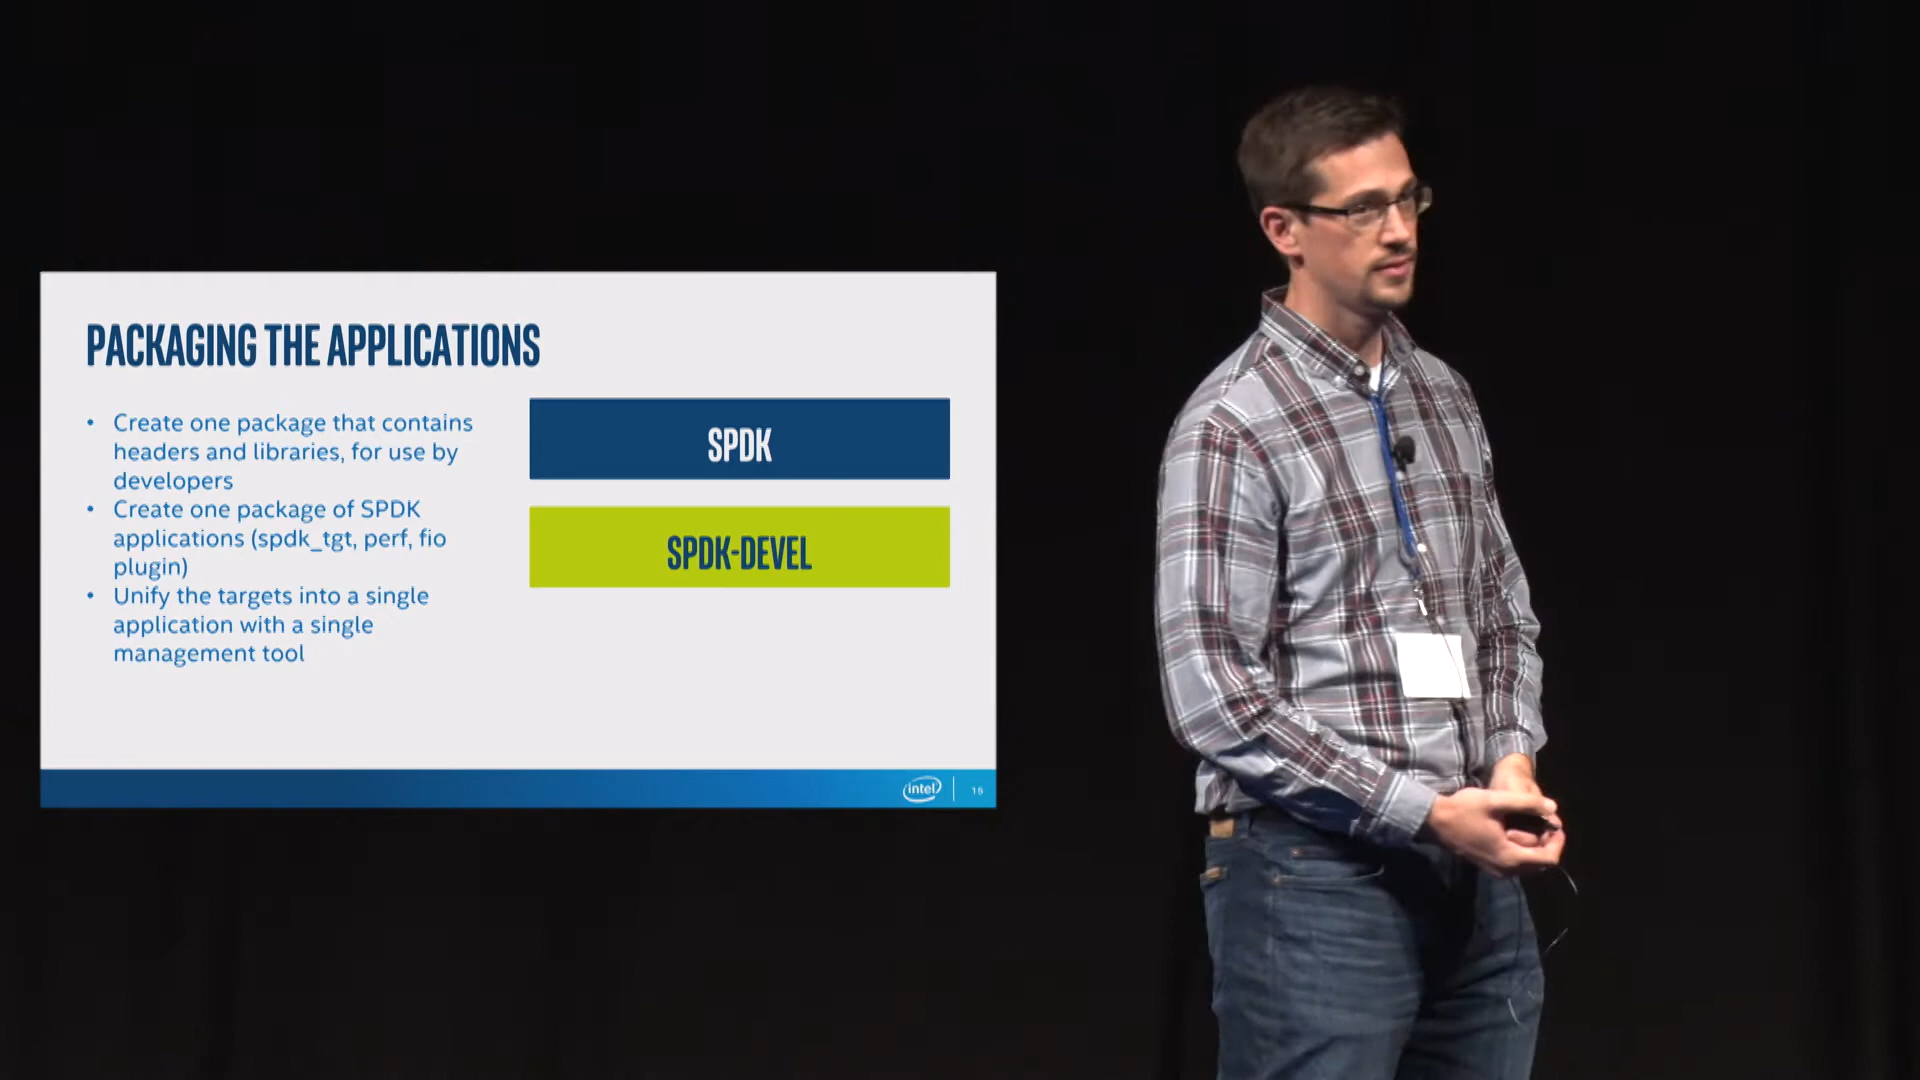 PACKAGING THE APPLICATIONS
• Create one package that contains
headers and libraries, for use by
developers
• Create one package of SPDK
applications (spdk_tgt, perf, fio
plugin)
• Unify the targets into a single
application with a single
management tool
SPDK
SPDK-DEVEL
intel
16